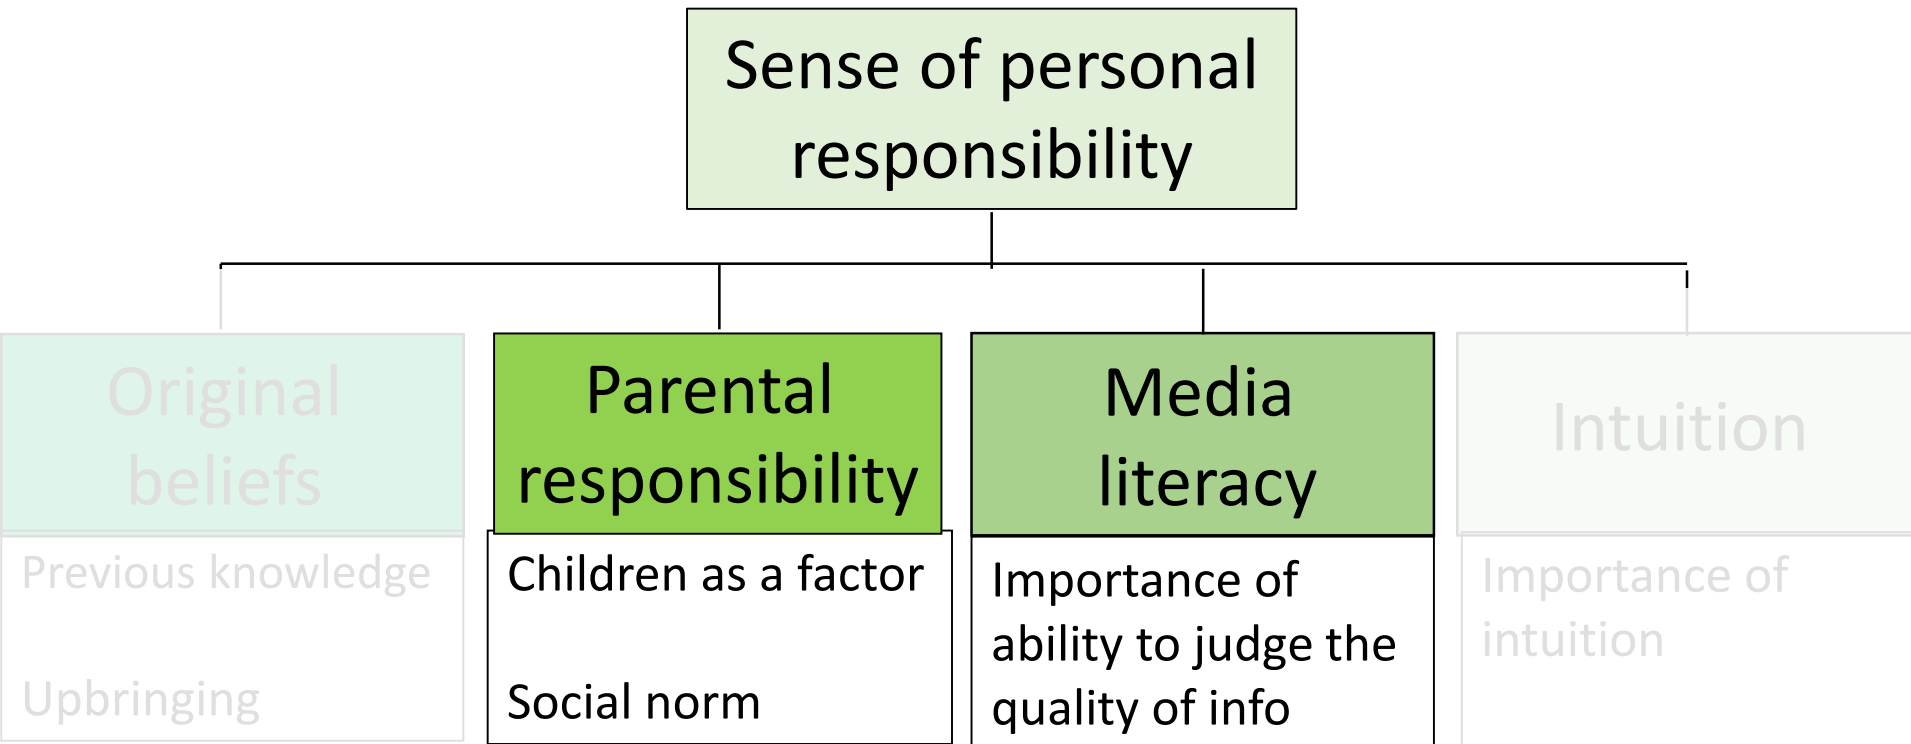 Sense of personal
responsibility
Original
beliefs
Previous knowledge
Upbringing
Parental
responsibility
Children as a factor
Social norm
Media
literacy
Importance of
ability to judge the
quality of info
Intuition
Importance of
intuition